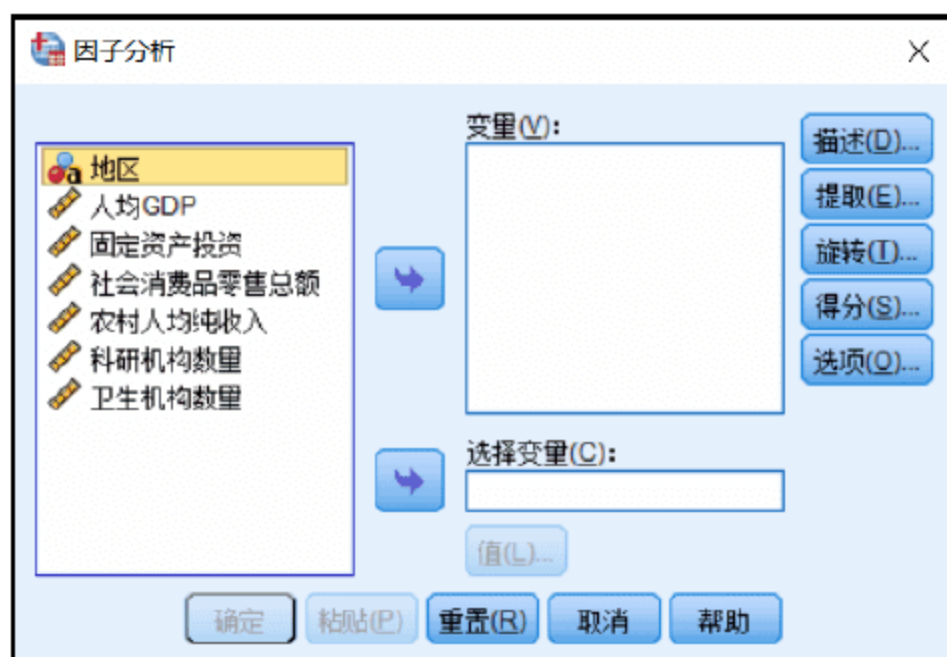 因子分析
变量(V):
地区
人均GDP
固定资产投资
社会消费品零售总额
农村人均纯收入
科研机构数量
卫生机构数量
描述(D)...
提取(E)...
旋转(T)...
得分(S)...
选项(O)...
选择变量(C):
值(L)...
确定
粘贴(P)
重置(R)
取消
帮助